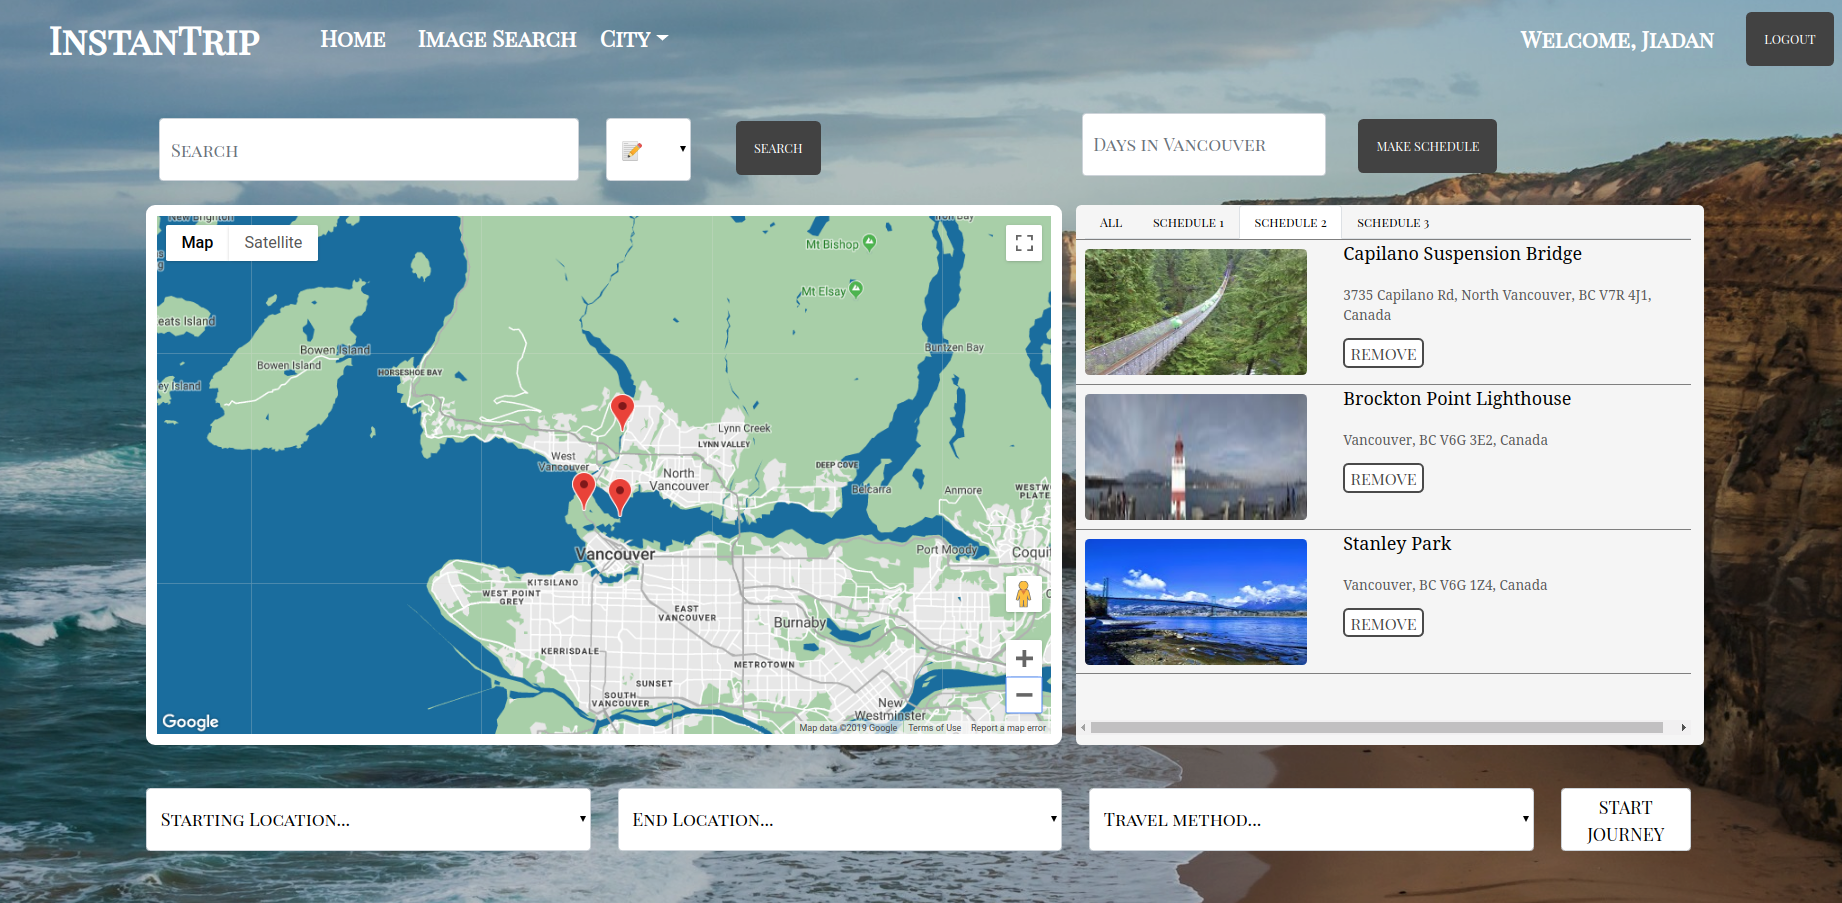 InstanTrip
Home
Image Search
City
Welcome, Jiadan
LOGOUT
Search
SEARCH
Days in Vancouver
MAKE SCHEDULE
Map
Satellite
New Brighton
Mt Bishop
Mt Elsay
eats Island
Bowen Island
Bowen Island
ey Island
HORSESHOE BAY
Buntzen Bay
Lynn Creek
LYNN VALLEY
West
Vancouver
North
Vancouver
DEEP COVE
Belcarra
Anmore
WESTW
PLATE
Vancouver
Port Moody
Coquit
KITSILANO
WEST POINT
GREY
EAST
VANCOUVER
Burnaby
KERRISDALE
METROTOWN
SUNSET
SOUTH
VANCOUVER
New
Westminster
Google
Map data ©2019 Google
Terms of Use
Report a map error
ALL
SCHEDULE 1
SCHEDULE 2
SCHEDULE 3
Capilano Suspension Bridge
3735 Capilano Rd, North Vancouver, BC V7R 4J1,
Canada
REMOVE
Brockton Point Lighthouse
Vancouver, BC V6G 3E2, Canada
REMOVE
Stanley Park
Vancouver, BC V6G 1Z4, Canada
REMOVE
Starting Location...
End Location...
Travel method...
START
JOURNEY